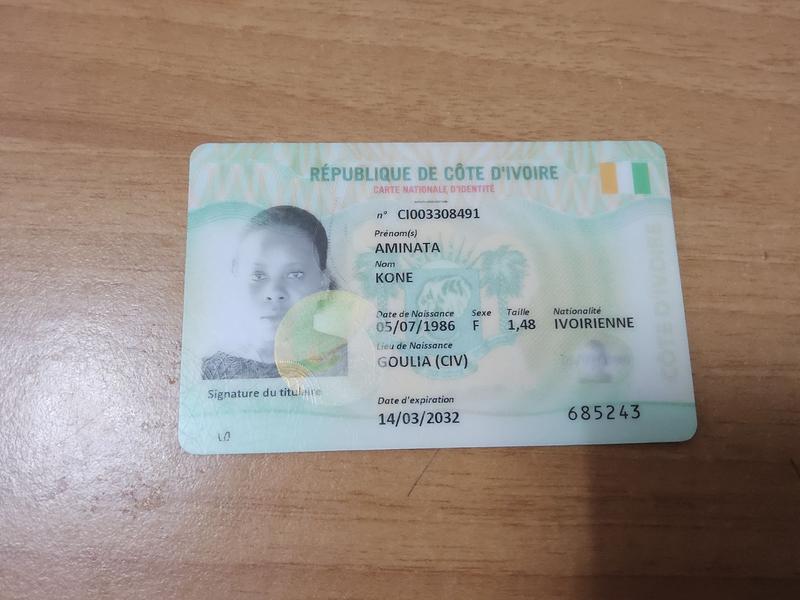 RÉPUBLIQUE DE CÔTE D'IVOIRE
CARTE NATIONALE D'IDENTITÉ
n° CI003308491
Prénom(s)
AMINATA
Nom
KONE
Date de Naissance Sexe Taille Nationalité
05/07/1986 F 1,48 IVOIRIENNE
Lieu de Naissance
GOULIA (CIV)
Signature du titulaire
Date d'expiration
14/03/2032
685243
CÔTE D'IVOIRE